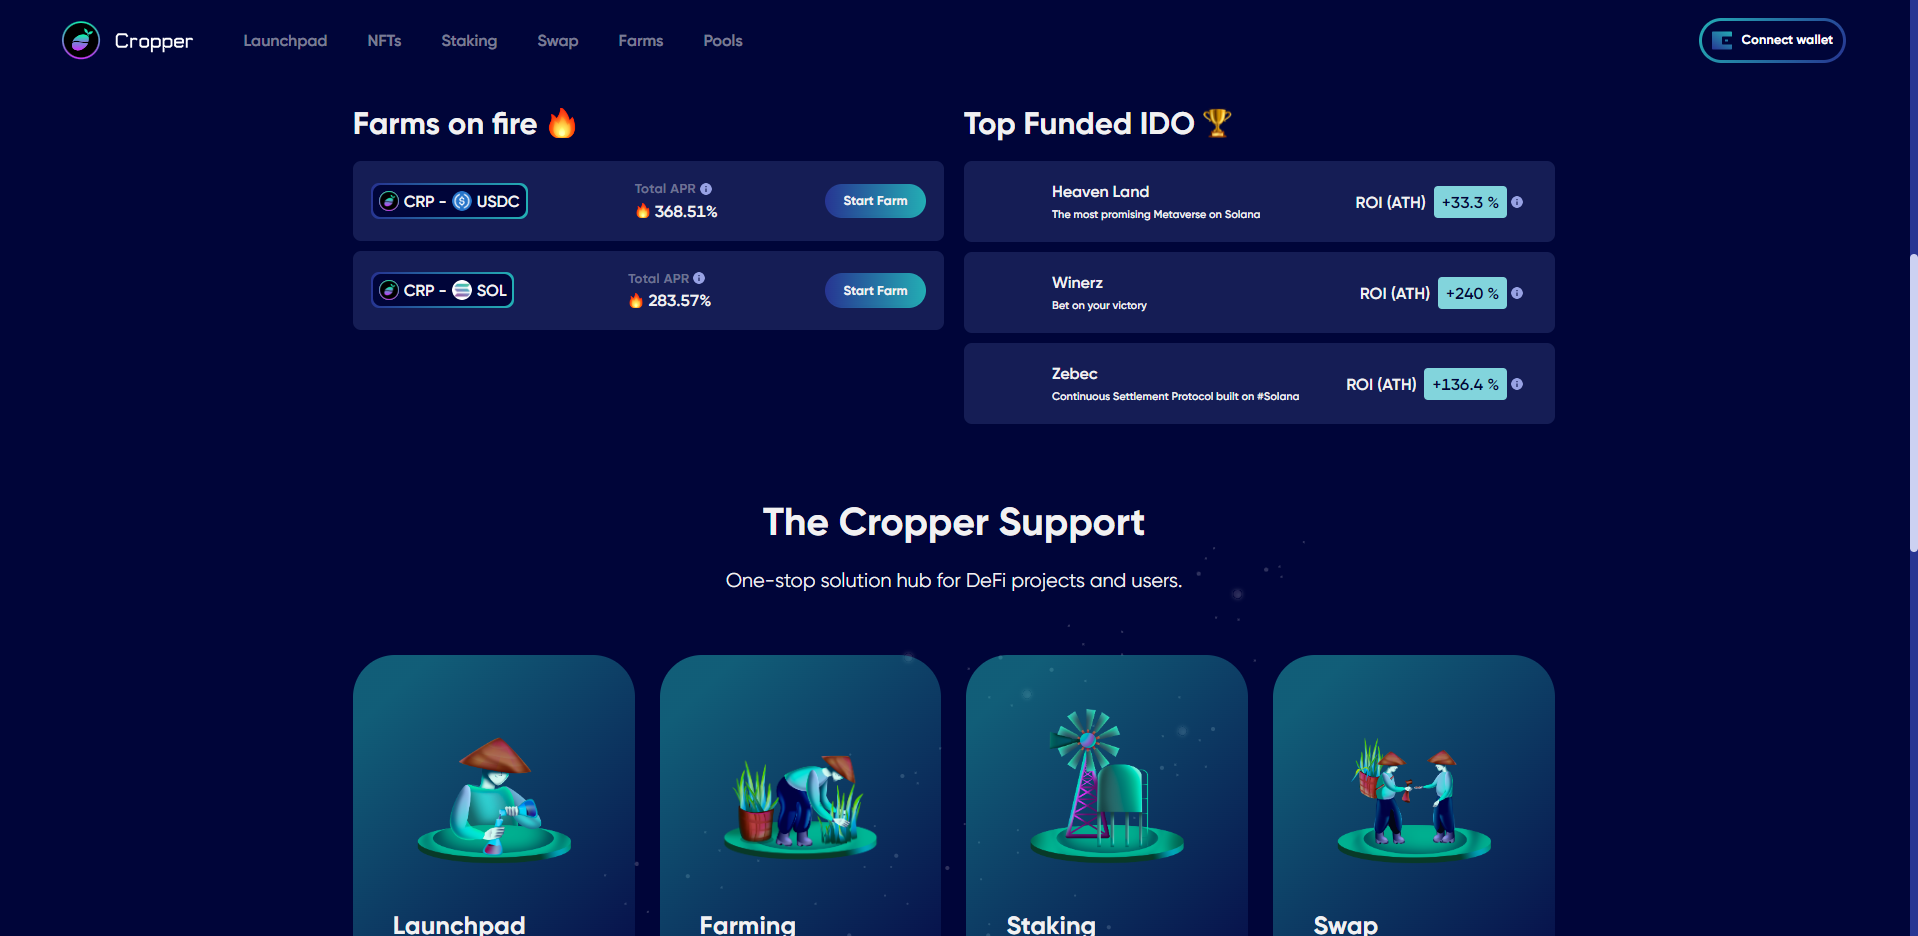 Cropper
Launchpad NFTs Staking Swap Farms Pools
Connect wallet
Farms on fire 🔥
CRP - USDC
Total APR
🔥 368.51%
Start Farm
CRP - SOL
Total APR
🔥 283.57%
Start Farm
Top Funded IDO 🏆
Heaven Land
The most promising Metaverse on Solana
ROI (ATH) +33.3 %
Winerz
Bet on your victory
ROI (ATH) +240 %
Zebec
Continuous Settlement Protocol built on #Solana
ROI (ATH) +136.4 %
The Cropper Support
One-stop solution hub for DeFi projects and users.
Launchpad
Farming
Staking
Swap